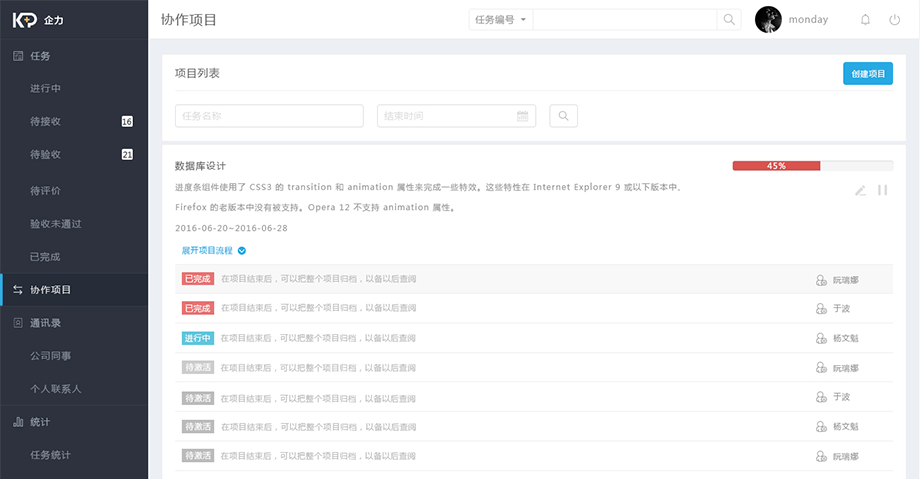 KP 企力
协作项目
任务编号
monday
任务
进行中
待接收 16
待验收 21
待评价
验收未通过
已完成
协作项目
通讯录
公司同事
个人联系人
统计
任务统计
项目列表
创建项目
任务名称
结束时间
数据库设计
45%
进度条组件使用了 CSS3 的 transition 和 animation 属性来完成一些特效。这些特性在 Internet Explorer 9 或以下版本中、
Firefox 的老版本中没有被支持。Opera 12 不支持 animation 属性。
2016-06-20~2016-06-28
展开项目流程
已完成 在项目结束后，可以把整个项目归档，以备以后查阅 阮瑞娜
已完成 在项目结束后，可以把整个项目归档，以备以后查阅 于波
进行中 在项目结束后，可以把整个项目归档，以备以后查阅 杨文魁
待激活 在项目结束后，可以把整个项目归档，以备以后查阅 阮瑞娜
待激活 在项目结束后，可以把整个项目归档，以备以后查阅 于波
待激活 在项目结束后，可以把整个项目归档，以备以后查阅 杨文魁
待激活 在项目结束后，可以把整个项目归档，以备以后查阅 阮瑞娜